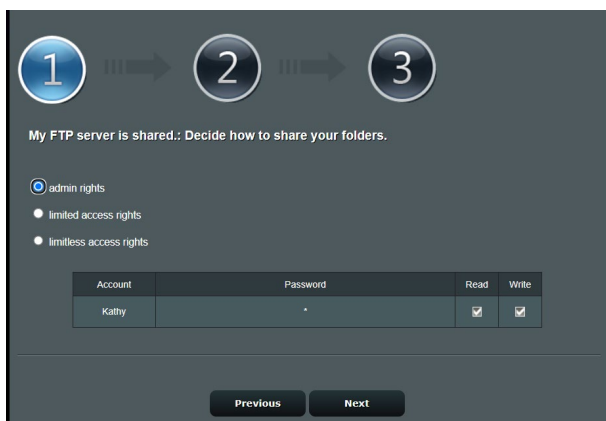 1
2
3
My FTP server is shared.: Decide how to share your folders.
admin rights
limited access rights
limitless access rights
Account Password Read Write
Kathy *
Previous Next